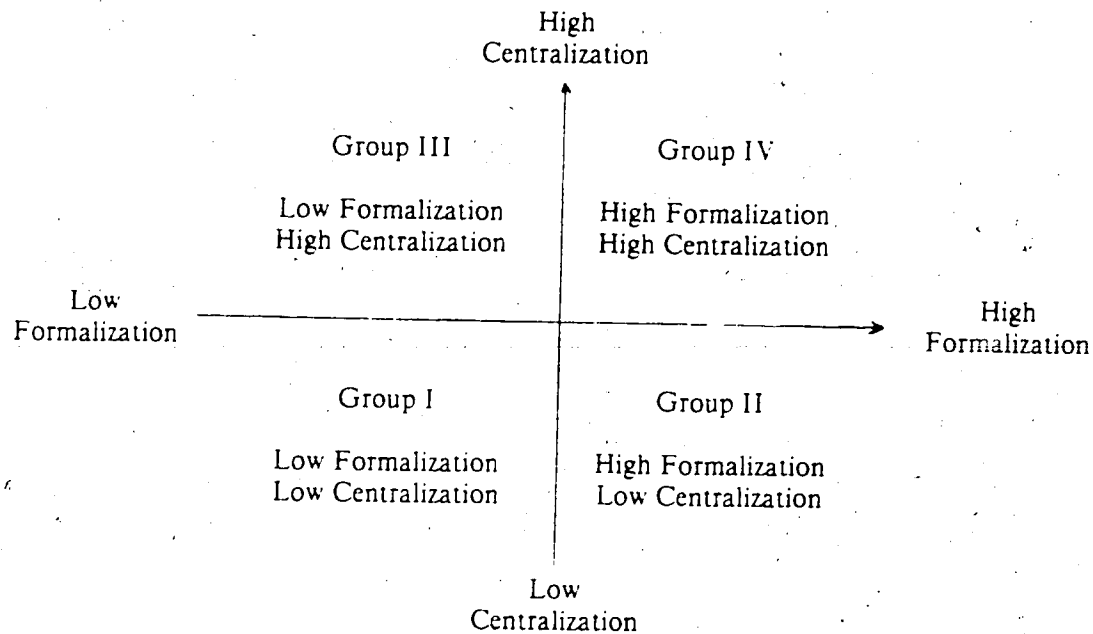 High
Centralization
Group III
Low Formalization
High Centralization
Group IV
High Formalization
High Centralization
Low
Formalization
High
Formalization
Group I
Low Formalization
Low Centralization
Group II
High Formalization
Low Centralization
Low
Centralization